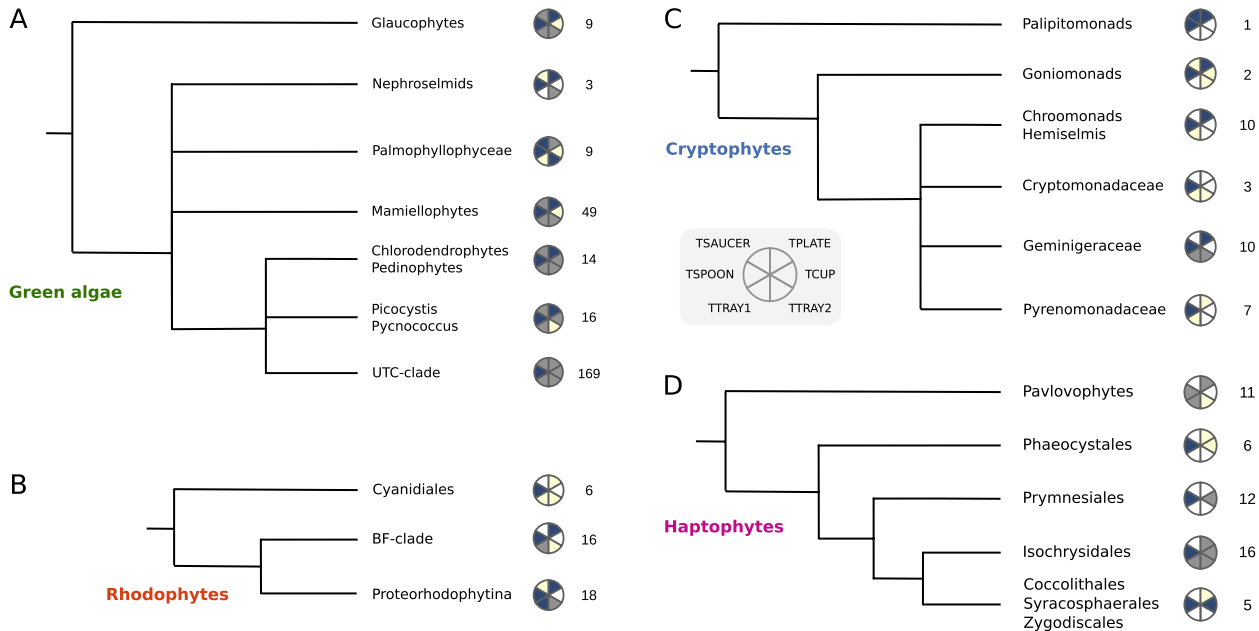 A
Glaucophytes 9
Nephroselmids 3
Palmophyllophyceae 9
Mamiellophytes 49
Chlorodendrophytes
Pedinophytes 14
Picocystis
Pycnococcus 16
UTC-clade 169
Green algae
B
Cyanidiales 6
BF-clade 16
Proteorhodophytina 18
Rhodophytes
C
Palipitomonads 1
Goniomonads 2
Chroomonads
Hemiselmis 10
Cryptophytes
Cryptomonadaceae 3
Geminigeraceae 10
Pyrenomonadaceae 7
TSAUCER TPLATE
TSPOON TCUP
TTRAY1 TTRAY2
D
Pavlovophytes 11
Phaeocystales 6
Prymnesiales 12
Haptophytes
Isochrysidales 16
Coccolithales
Syracosphaerales 5
Zygodiscales